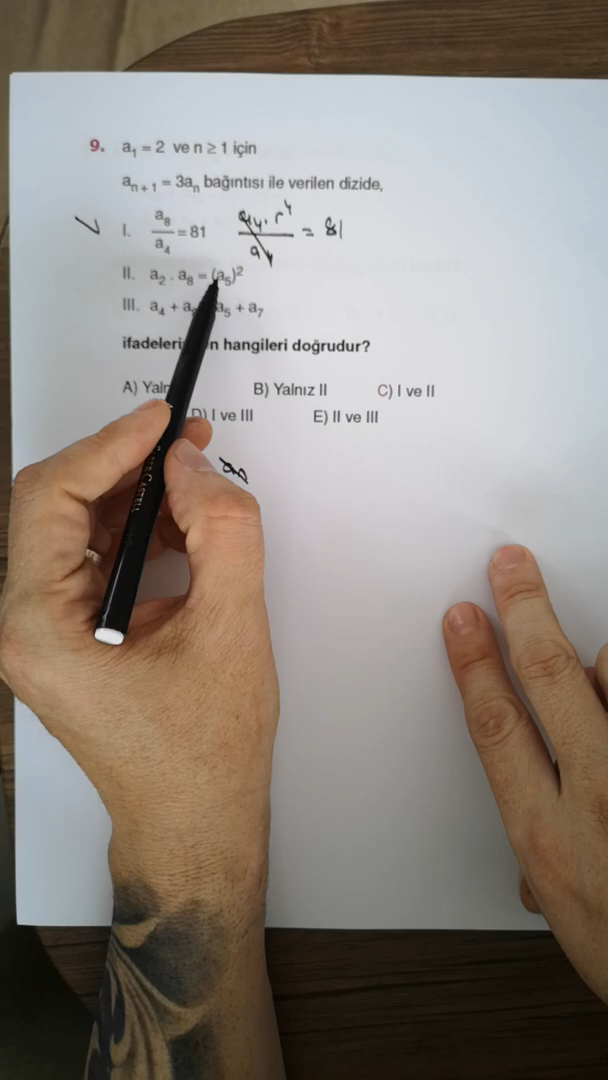 9. a₁ = 2 ve n ≥ 1 için
aₙ₊₁ = 3aₙ bağıntısı ile verilen dizide,
I. a₈/a₄ = 81 a₄.r⁴/a₄ = 81
II. a₂ . a₈ = (a₅)²
III. a₄ + a₅ + a₇
n hangileri doğrudur?
A) B) Yalnız II C) I ve II
D) I ve III E) II ve III